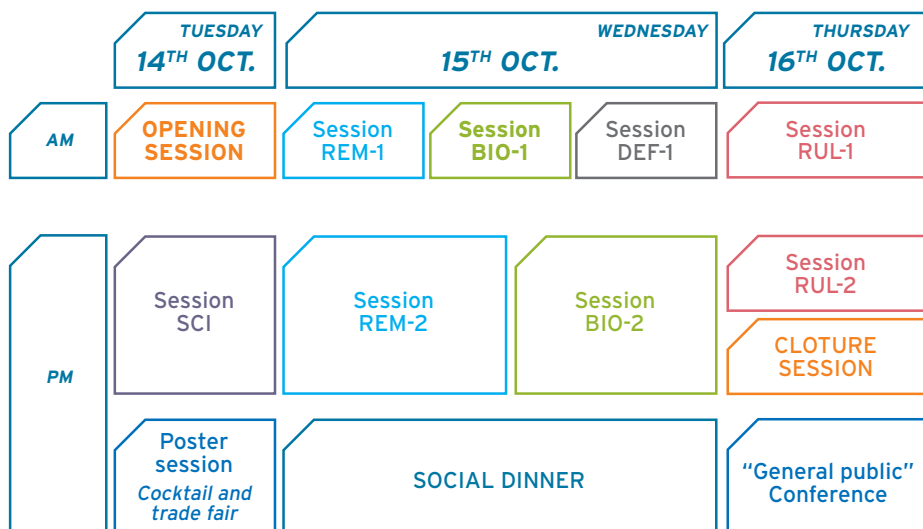 TUESDAY
14TH OCT.
WEDNESDAY
15TH OCT.
THURSDAY
16TH OCT.
AM
OPENING
SESSION
Session
REM-1
Session
BIO-1
Session
DEF-1
Session
RUL-1
PM
Session
SCI
Session
REM-2
Session
BIO-2
Session
RUL-2
CLOTURE
SESSION
Poster
session
Cocktail and
trade fair
SOCIAL DINNER
“General public”
Conference